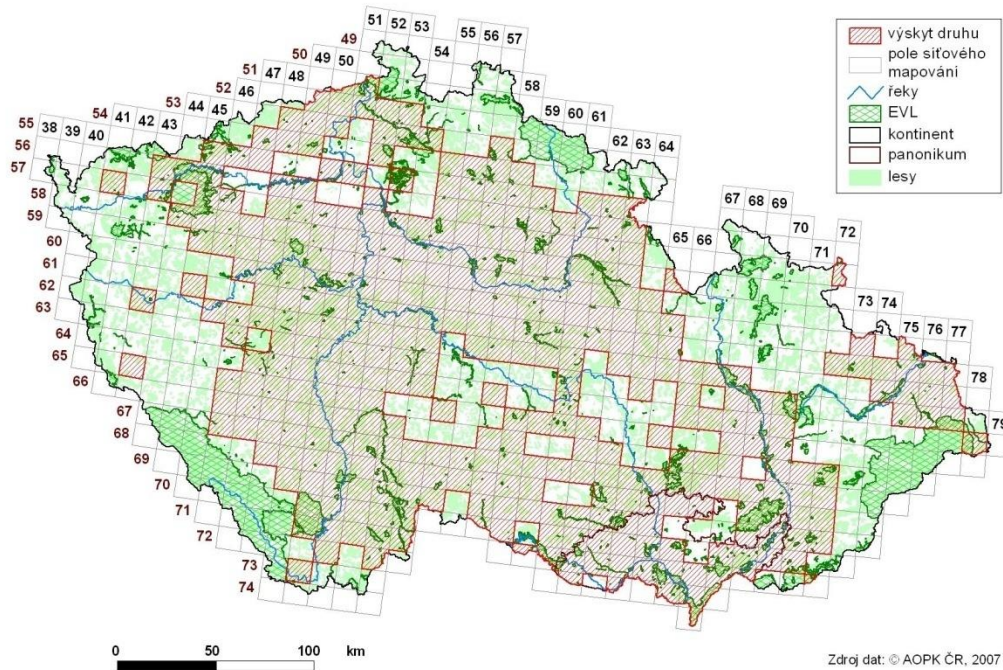 51 52 53
54
55 56 57
58
59 60 61
62 63 64
65 66
67 68 69
70
71
72
73 74
75 76 77
78
79
49
50
49 50
51
47 48
52
46
53
44 45
54
41 42 43
55
38 39 40
56
57
58
59
60
61
62
63
64
65
66
67
68
69
70
71
72
73
74
výskyt druhu
pole síťového
mapování
řeky
EVL
kontinent
panonikum
lesy
0 50 100 km
Zdroj dat: © AOPK ČR, 2007